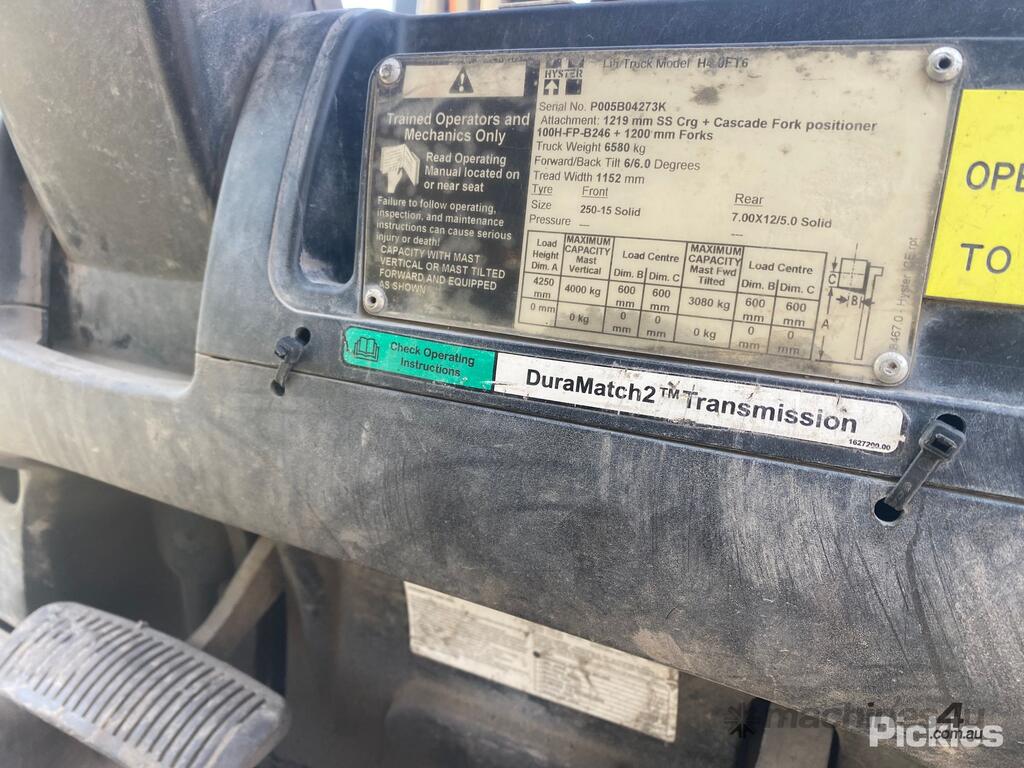 Trained Operators and
Mechanics Only
Read Operating
Manual located on
or near seat
Failure to follow operating,
inspection, and maintenance
instructions can cause serious
injury or death!
CAPACITY WITH MAST
VERTICAL OR MAST TILTED
FORWARD AND EQUIPPED
AS SHOWN
HYSTER
Lift Truck Model
Serial No. P005B04273K
Attachment: 1219 mm SS Crg + Cascade Fork positioner
100H-FP-B246 + 1200 mm Forks
Truck Weight 6580 kg
Forward/Back Tilt 6/6.0 Degrees
Tread Width 1152 mm
Tyre Front Rear
Size 250-15 Solid 7.00X12/5.0 Solid
Pressure — —
Load Height Dim. A MAXIMUM CAPACITY Mast Vertical Load Centre Dim. B Dim. C MAXIMUM CAPACITY Mast Fwd Tilted Load Centre Dim. B Dim. C
4250 mm 4000 kg 600 mm 600 mm 3080 kg 600 mm 600 mm
0 mm 0 kg 0 mm 0 mm 0 kg 0 mm 0 mm
C
B
A
OPE
TO
Check Operating
Instructions
DuraMatch2™ Transmission
1627200.00
machines4u
.com.au
Pickles